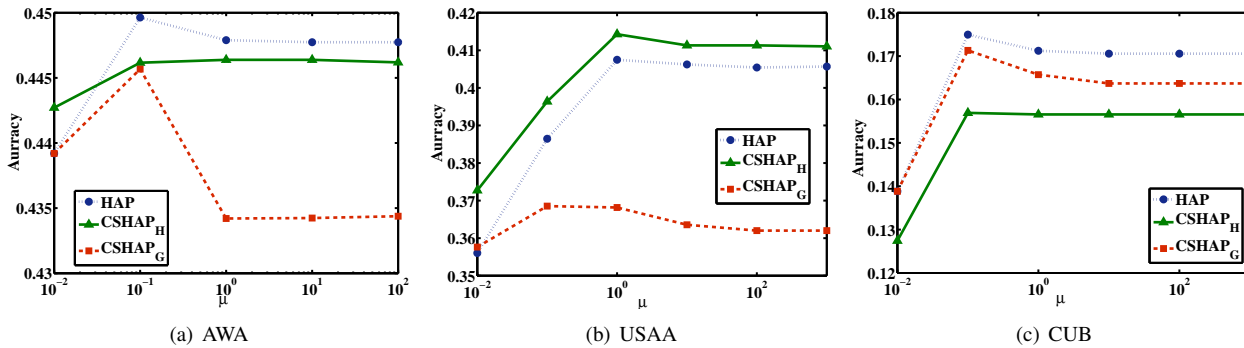 0.45
0.445
0.44
0.435
0.43
Aurracy
HAP
CSHAP_H
CSHAP_G
10^−2
10^−1
10^0
10^1
10^2
μ
(a) AWA
0.42
0.41
0.4
0.39
0.38
0.37
0.36
0.35
Aurracy
HAP
CSHAP_H
CSHAP_G
10^−2
10^0
10^2
μ
(b) USAA
0.18
0.17
0.16
0.15
0.14
0.13
0.12
Aurracy
HAP
CSHAP_H
CSHAP_G
10^−2
10^0
10^2
μ
(c) CUB